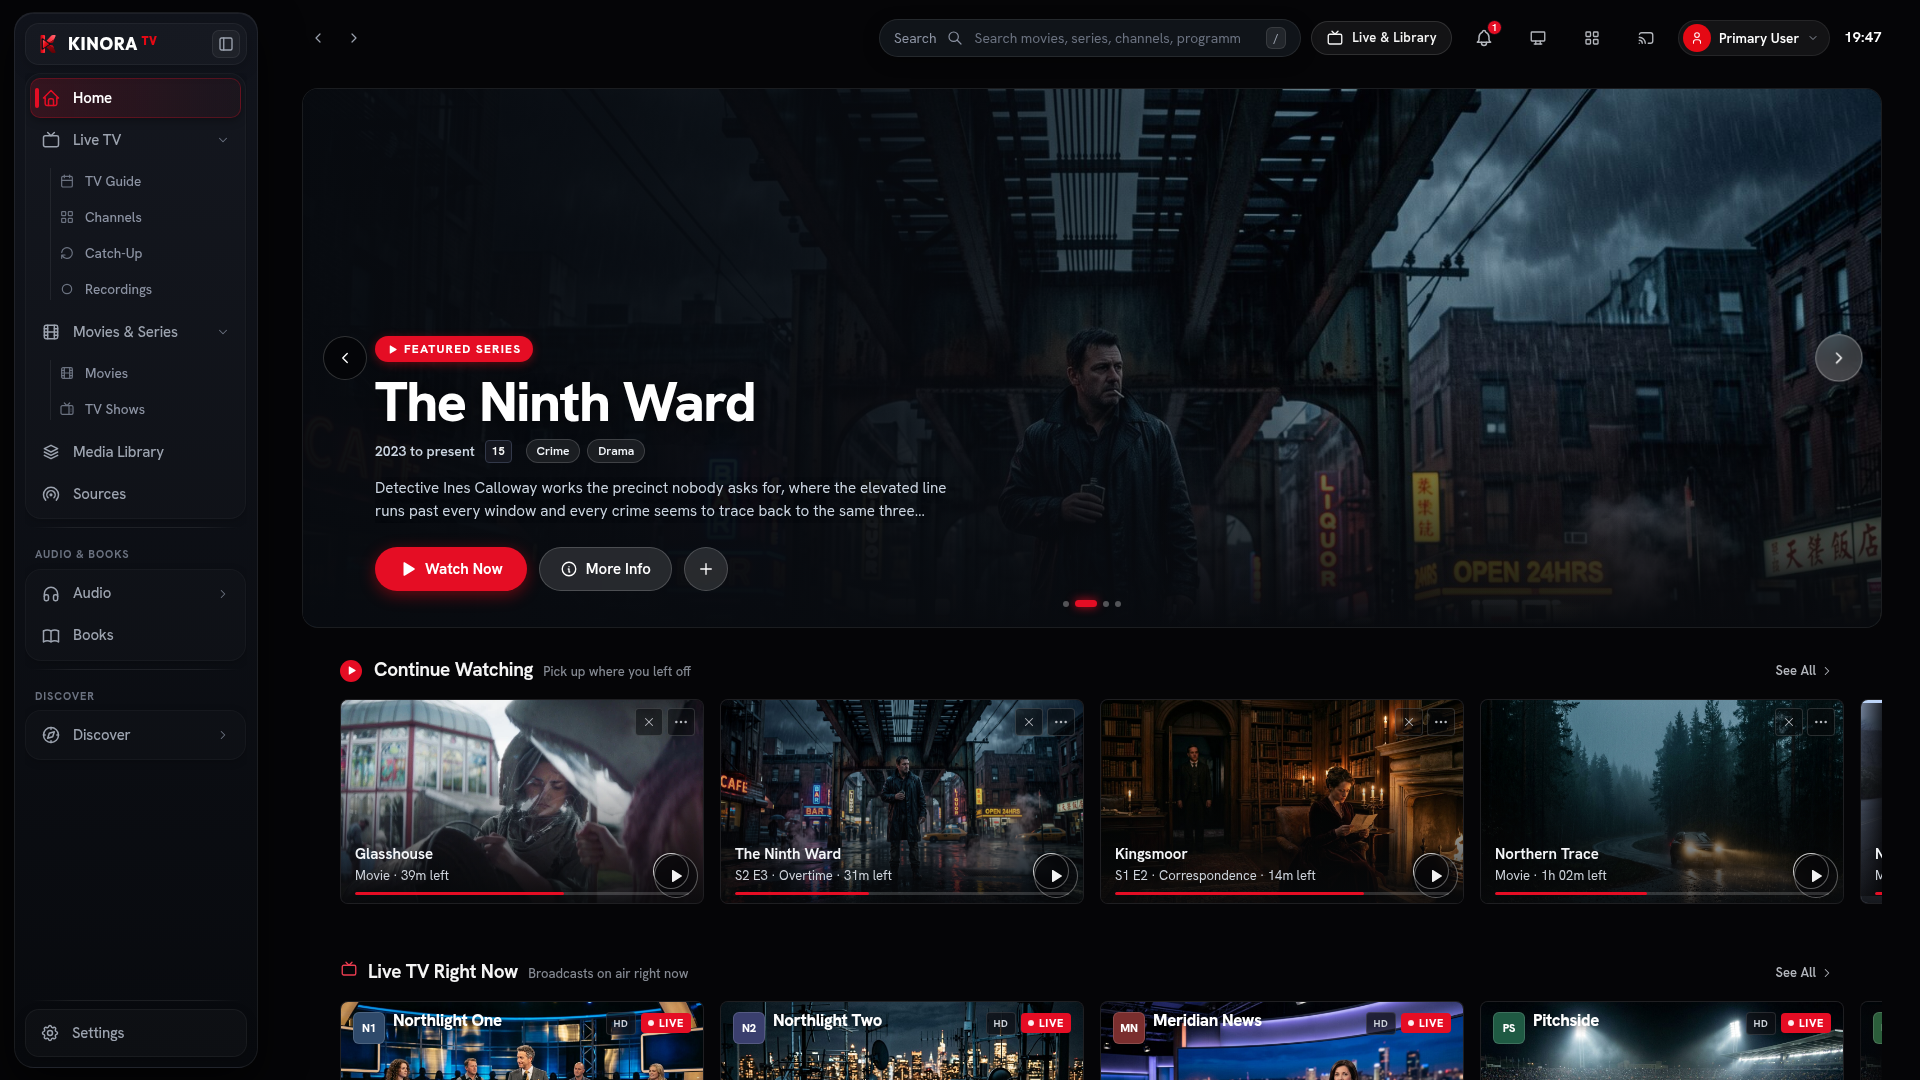 KINORA TV
Search
Search movies, series, channels, programm
/
Live & Library
1
Primary User
19:47
Home
Live TV
TV Guide
Channels
Catch-Up
Recordings
Movies & Series
Movies
TV Shows
Media Library
Sources
AUDIO & BOOKS
Audio
Books
DISCOVER
Discover
Settings
FEATURED SERIES
The Ninth Ward
2023 to present 15 Crime Drama
Detective Ines Calloway works the precinct nobody asks for, where the elevated line
runs past every window and every crime seems to trace back to the same three...
Watch Now
More Info
LIQUOR
OPEN 24HRS
Continue Watching Pick up where you left off
See All
Glasshouse
Movie · 39m left
CAFE
BAR
BAR
OPEN 24HRS
The Ninth Ward
S2 E3 · Overtime · 31m left
Kingsmoor
S1 E2 · Correspondence · 14m left
Northern Trace
Movie · 1h 02m left
Live TV Right Now Broadcasts on air right now
See All
N1 Northlight One HD LIVE
N2 Northlight Two HD LIVE
MN Meridian News HD LIVE
PS Pitchside HD LIVE